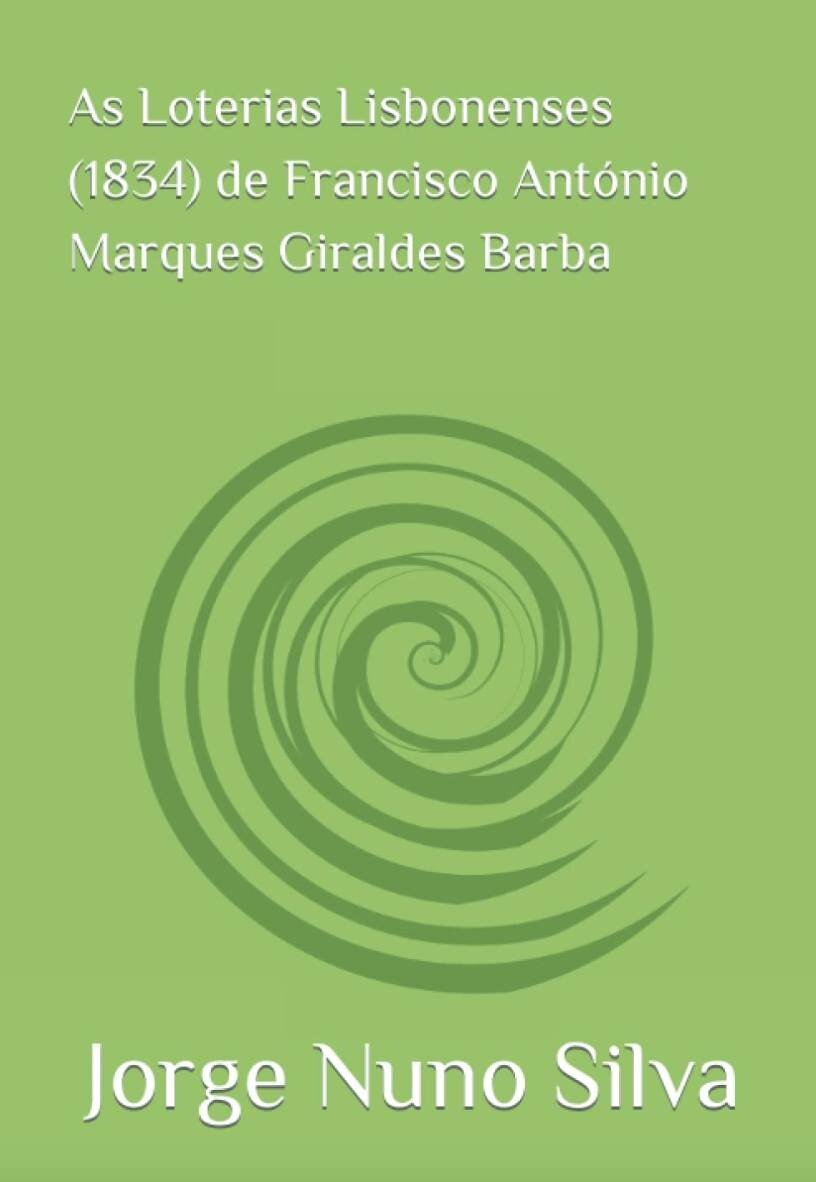 As Loterias Lisbonenses
(1834) de Francisco António
Marques Giraldes Barba
Jorge Nuno Silva